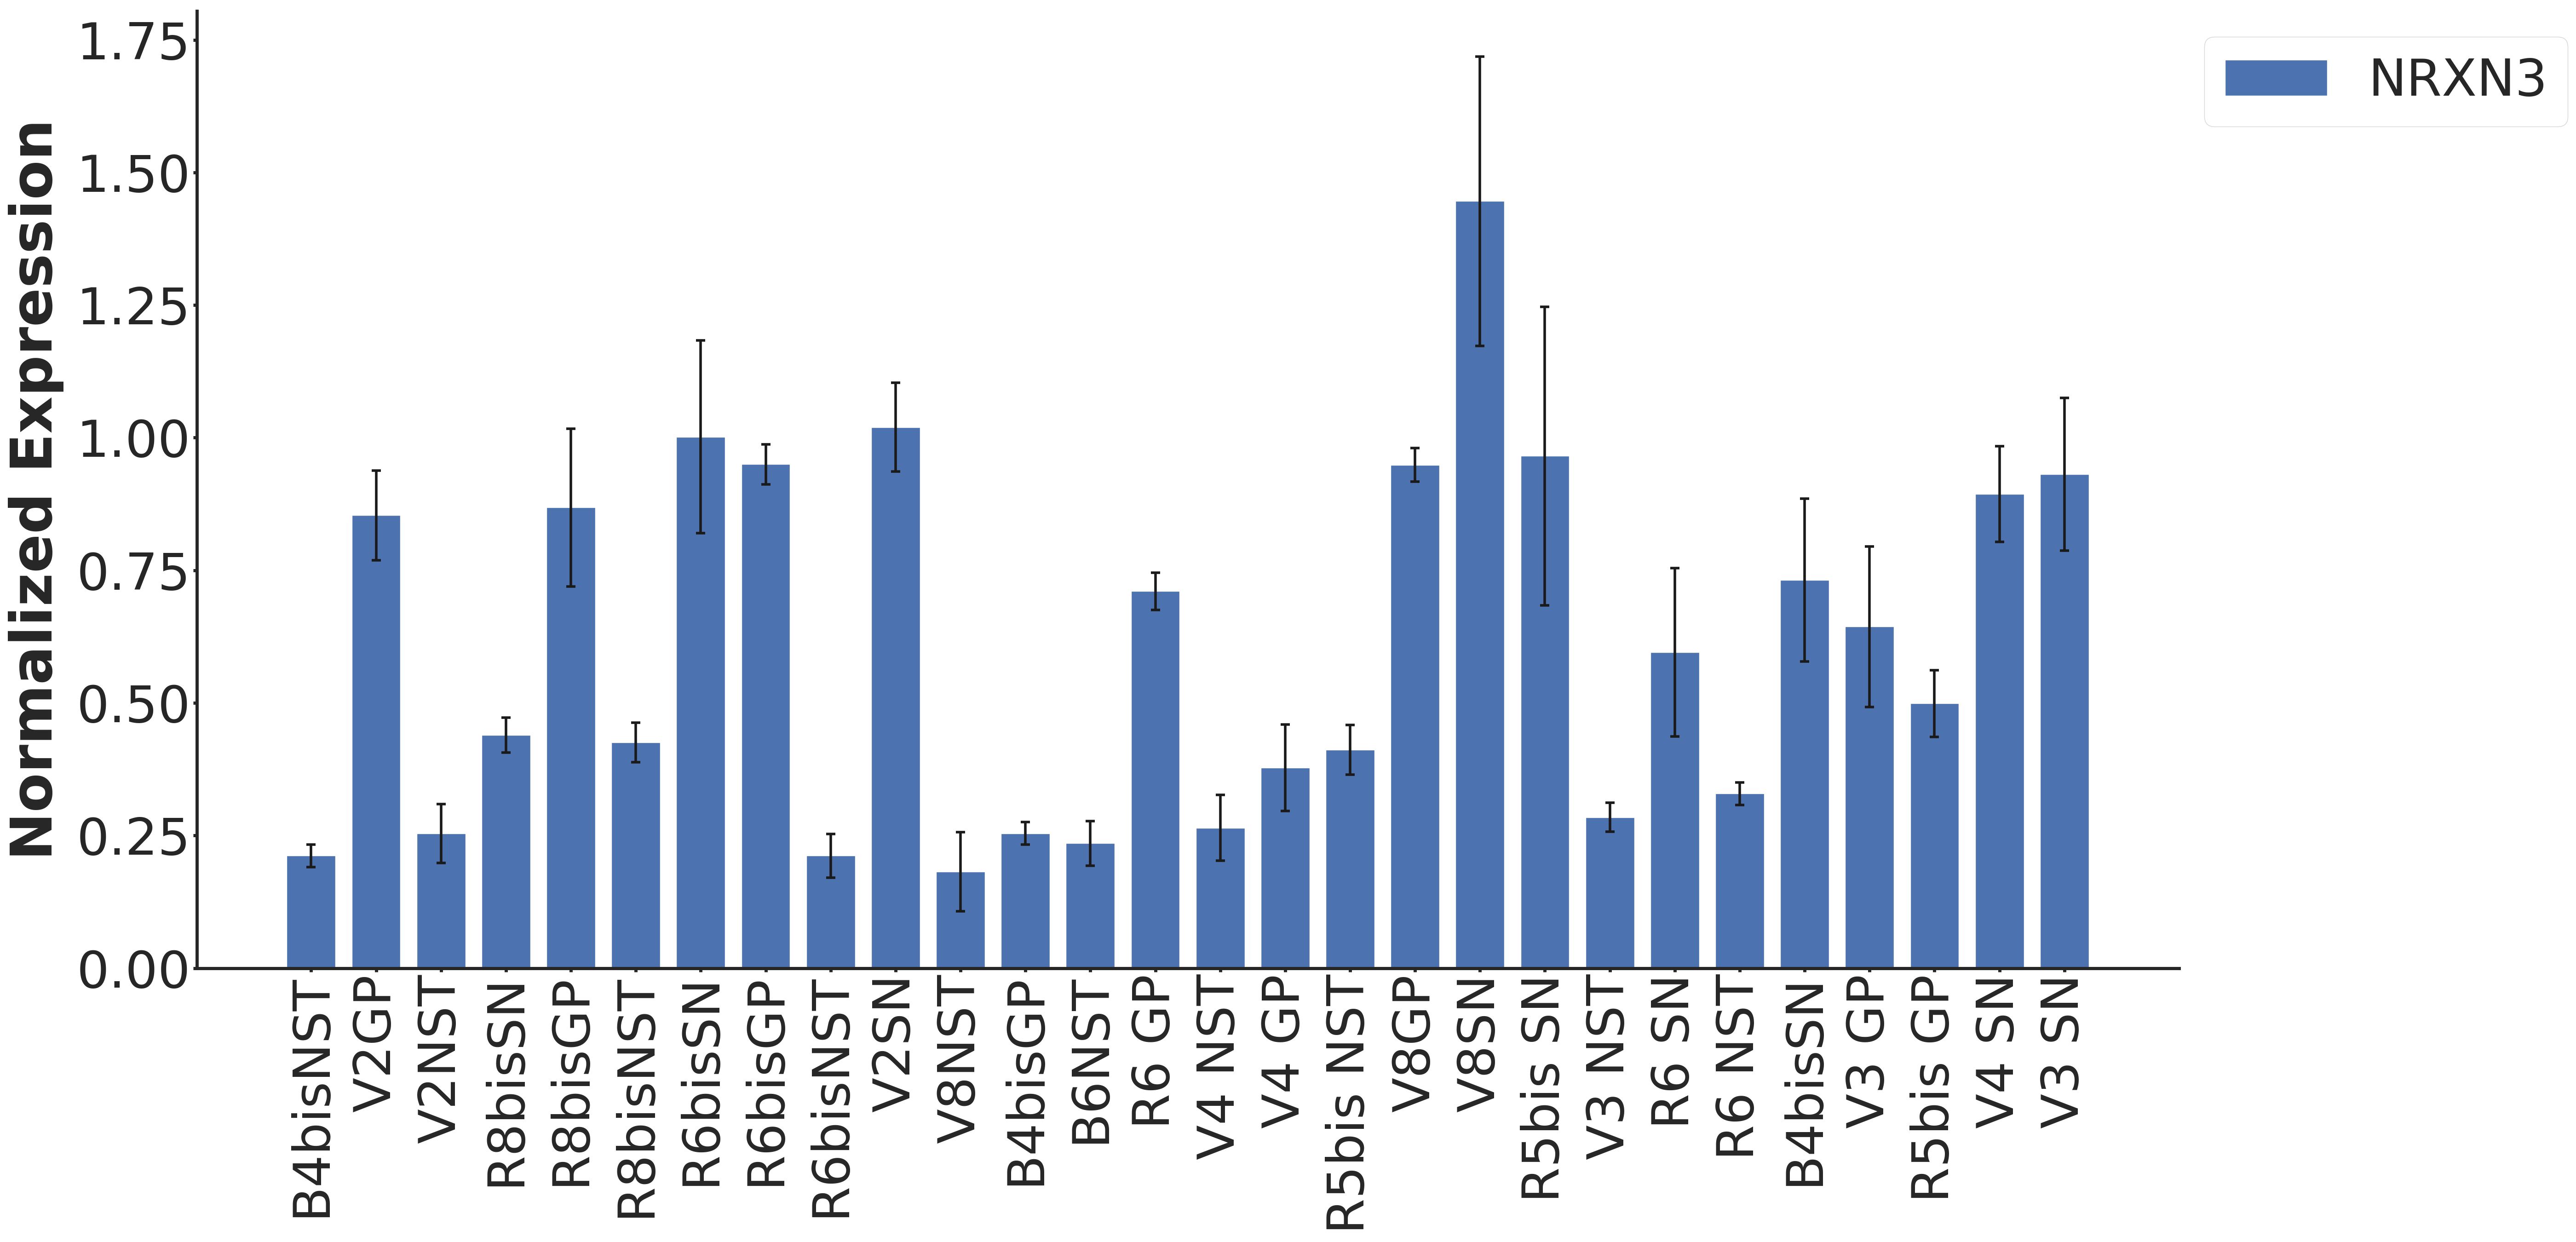 Normalized Expression
1.75
1.50
1.25
1.00
0.75
0.50
0.25
0.00
B4bisNST
V2GP
V2NST
R8bisSN
R8bisGP
R8bisNST
R6bisSN
R6bisGP
R6bisNST
V2SN
V8NST
B4bisGP
B6NST
R6 GP
V4 NST
V4 GP
R5bis NST
V8GP
V8SN
R5bis SN
V3 NST
R6 SN
R6 NST
B4bisSN
V3 GP
R5bis GP
V4 SN
V3 SN
NRXN3